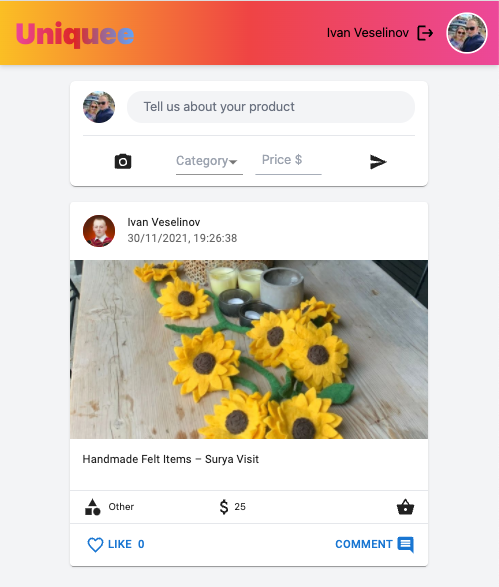 Uniquee
Ivan Veselinov
Tell us about your product
Category
Price $
Ivan Veselinov
30/11/2021, 19:26:38
Handmade Felt Items – Surya Visit
Other
$ 25
LIKE 0
COMMENT